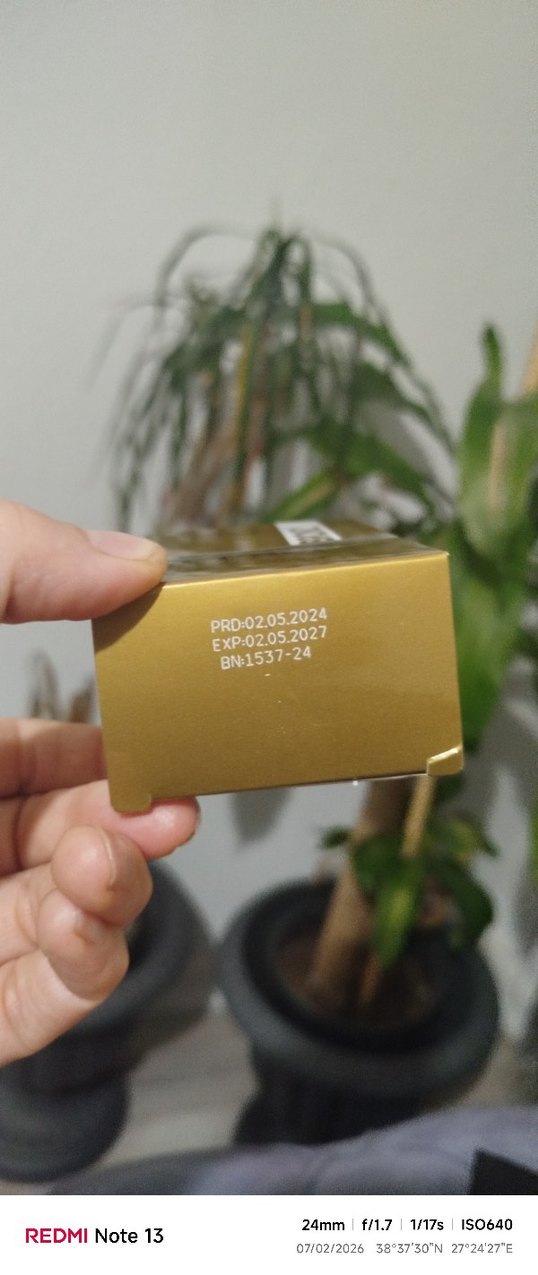 PRD:02.05.2024
EXP:02.05.2027
BN:1537-24
REDMI Note 13
24mm | f/1.7 | 1/17s | ISO640
07/02/2026 38°37'30"N 27°24'27"E